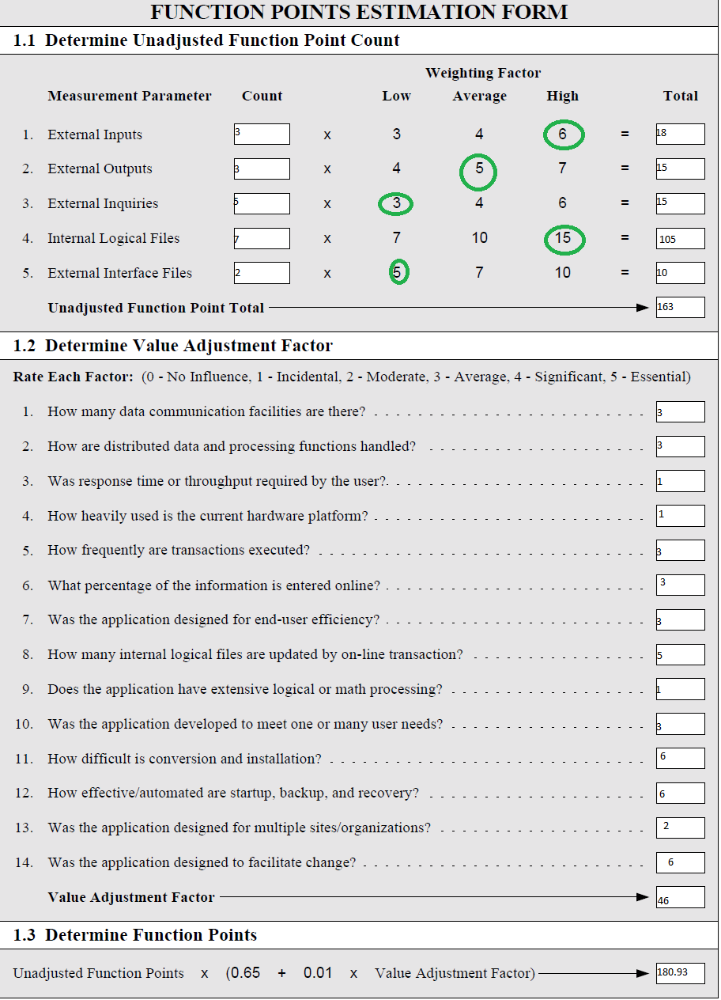 FUNCTION POINTS ESTIMATION FORM
1.1 Determine Unadjusted Function Point Count
Weighting Factor
Measurement Parameter Count Low Average High Total
1. External Inputs 3 x 3 4 6 = 18
2. External Outputs 3 x 4 5 7 = 15
3. External Inquiries 5 x 3 4 6 = 15
4. Internal Logical Files 7 x 7 10 15 = 105
5. External Interface Files 2 x 5 7 10 = 10
Unadjusted Function Point Total 163
1.2 Determine Value Adjustment Factor
Rate Each Factor: (0 - No Influence, 1 - Incidental, 2 - Moderate, 3 - Average, 4 - Significant, 5 - Essential)
1. How many data communication facilities are there? 3
2. How are distributed data and processing functions handled? 3
3. Was response time or throughput required by the user?. 1
4. How heavily used is the current hardware platform? 1
5. How frequently are transactions executed? 3
6. What percentage of the information is entered online? 3
7. Was the application designed for end-user efficiency? 3
8. How many internal logical files are updated by on-line transaction? 5
9. Does the application have extensive logical or math processing? 1
10. Was the application developed to meet one or many user needs? 3
11. How difficult is conversion and installation? 6
12. How effective/automated are startup, backup, and recovery? 6
13. Was the application designed for multiple sites/organizations? 2
14. Was the application designed to facilitate change? 6
Value Adjustment Factor 46
1.3 Determine Function Points
Unadjusted Function Points x (0.65 + 0.01 x Value Adjustment Factor) 180.93